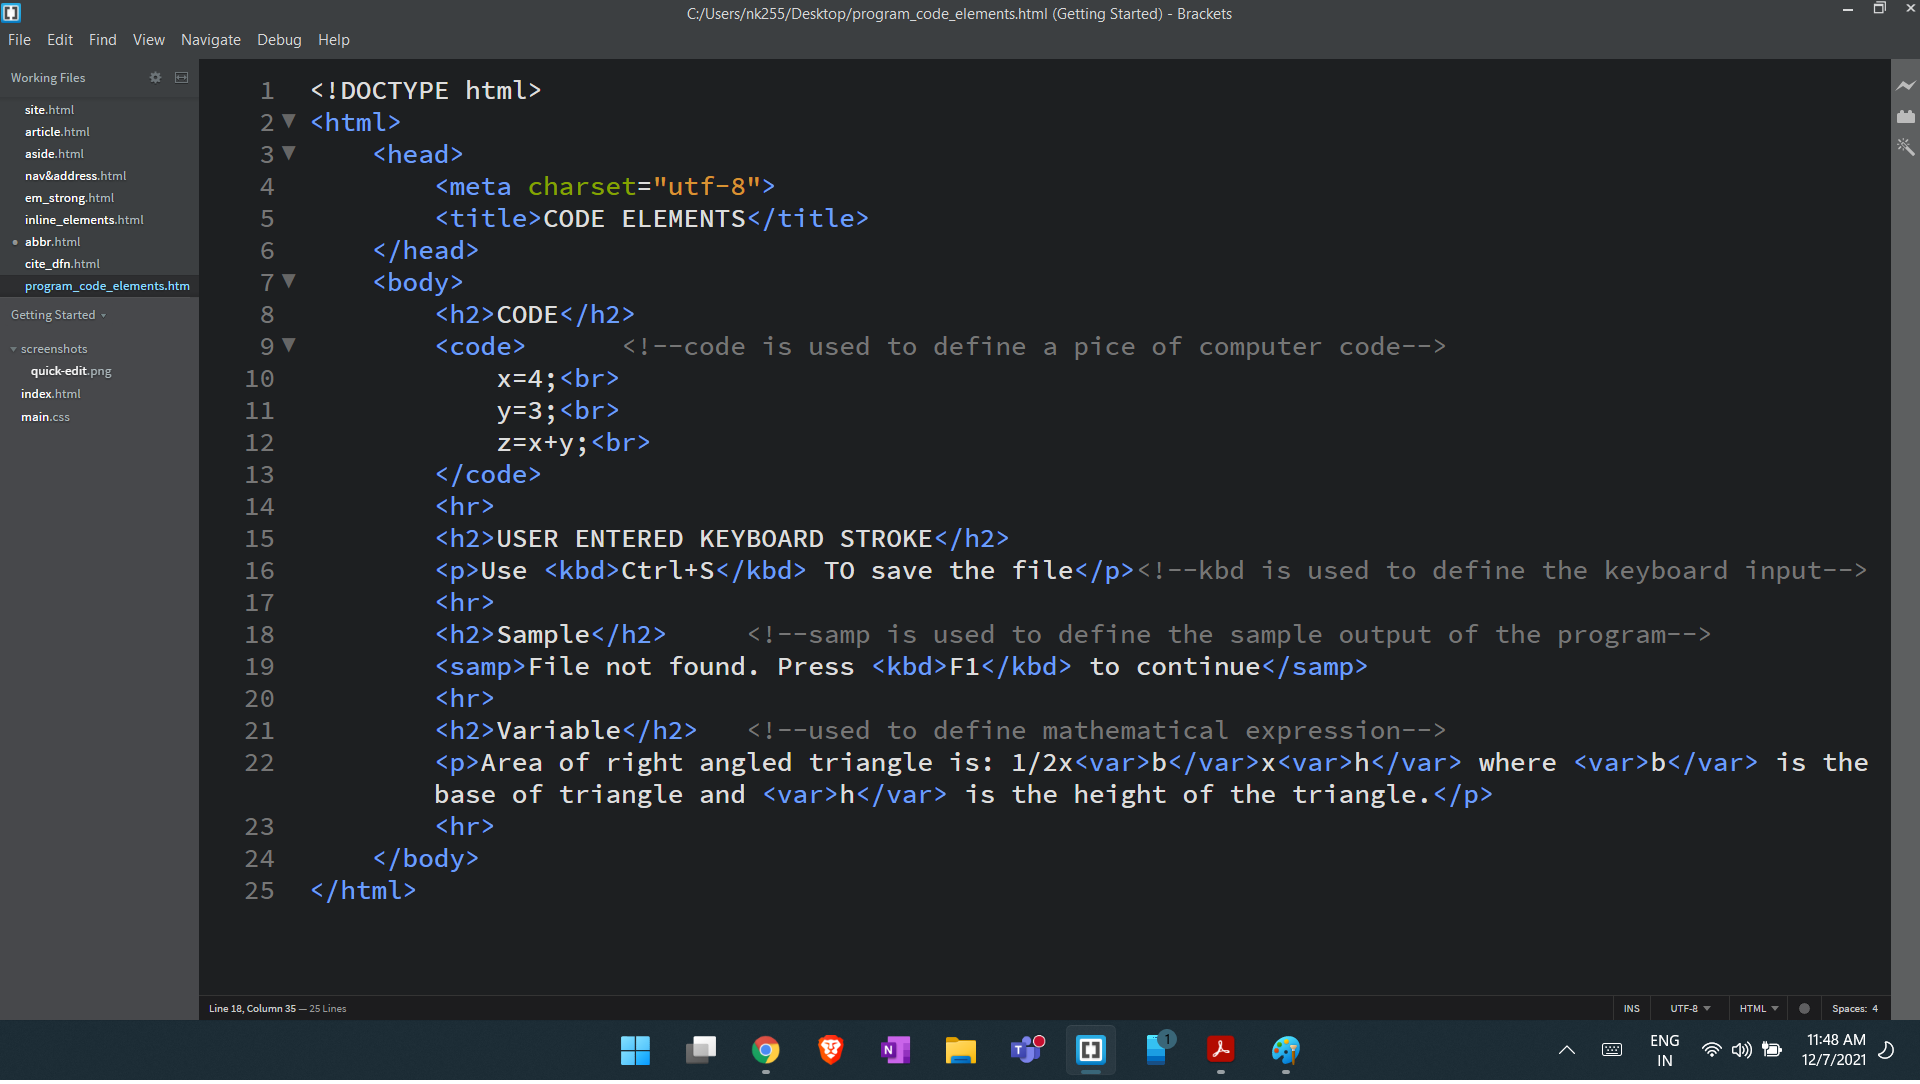 C:/Users/nk255/Desktop/program_code_elements.html (Getting Started) - Brackets
File Edit Find View Navigate Debug Help
Working Files
site.html
article.html
aside.html
nav&address.html
em_strong.html
inline_elements.html
abbr.html
cite_dfn.html
program_code_elements.htm
Getting Started
screenshots
quick-edit.png
index.html
main.css
1 <!DOCTYPE html>
2 <html>
3 <head>
4 <meta charset="utf-8">
5 <title>CODE ELEMENTS</title>
6 </head>
7 <body>
8 <h2>CODE</h2>
9 <code> <!--code is used to define a pice of computer code-->
10 x=4;<br>
11 y=3;<br>
12 z=x+y;<br>
13 </code>
14 <hr>
15 <h2>USER ENTERED KEYBOARD STROKE</h2>
16 <p>Use <kbd>Ctrl+S</kbd> TO save the file</p><!--kbd is used to define the keyboard input-->
17 <hr>
18 <h2>Sample</h2> <!--samp is used to define the sample output of the program-->
19 <samp>File not found. Press <kbd>F1</kbd> to continue</samp>
20 <hr>
21 <h2>Variable</h2> <!--used to define mathematical expression-->
22 <p>Area of right angled triangle is: 1/2x<var>b</var>x<var>h</var> where <var>b</var> is the
base of triangle and <var>h</var> is the height of the triangle.</p>
23 <hr>
24 </body>
25 </html>
Line 18, Column 35 — 25 Lines
INS UTF-8 HTML Spaces: 4
1
ENG
IN
11:48 AM
12/7/2021